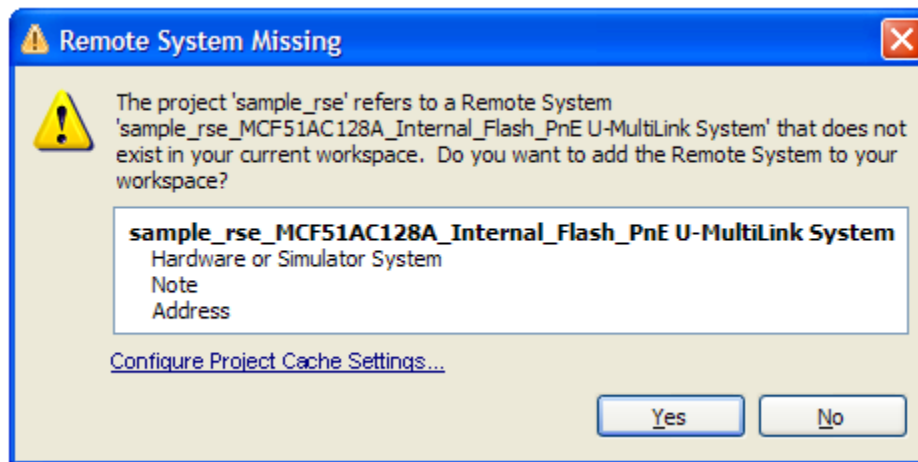 Remote System Missing
The project 'sample_rse' refers to a Remote System
'sample_rse_MCF51AC128A_Internal_Flash_PnE U-MultiLink System' that does not
exist in your current workspace.  Do you want to add the Remote System to your
workspace?
sample_rse_MCF51AC128A_Internal_Flash_PnE U-MultiLink System
Hardware or Simulator System
Note
Address
Configure Project Cache Settings...
Yes
No